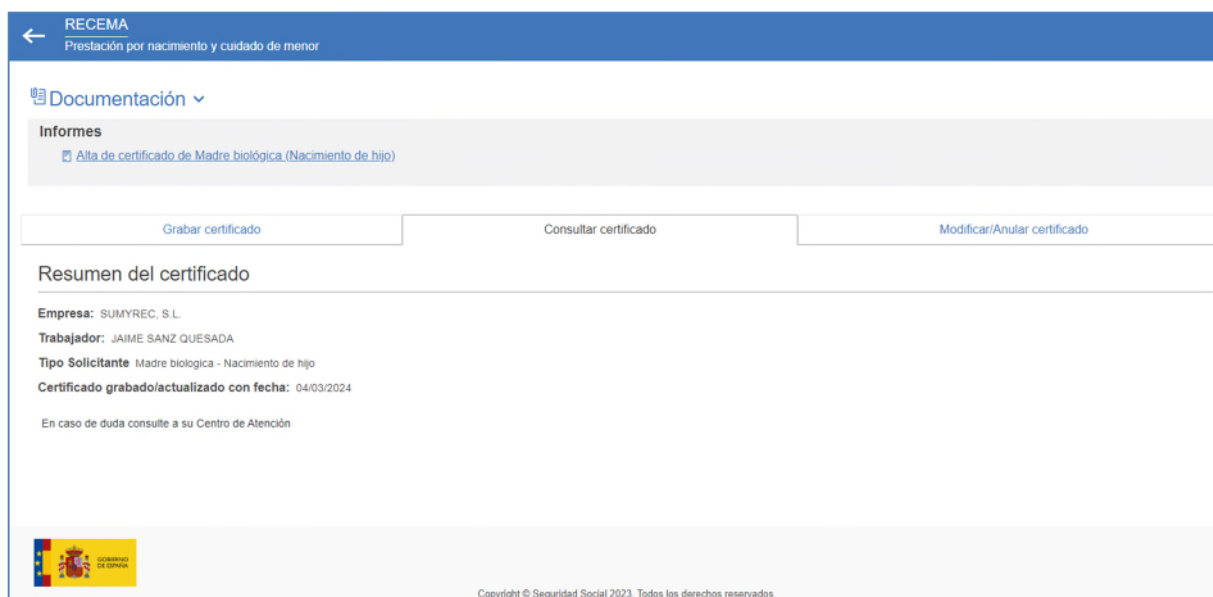 RECEMA
Prestación por nacimiento y cuidado de menor
Documentación
Informes
Alta de certificado de Madre biológica (Nacimiento de hijo)
Grabar certificado
Consultar certificado
Modificar/Anular certificado
Resumen del certificado
Empresa: SUMYREC, S.L.
Trabajador: JAIME SANZ QUESADA
Tipo Solicitante Madre biologica - Nacimiento de hijo
Certificado grabado/actualizado con fecha: 04/03/2024
En caso de duda consulte a su Centro de Atención
GOBIERNO
DE ESPAÑA
Copyright © Seguridad Social 2023. Todos los derechos reservados